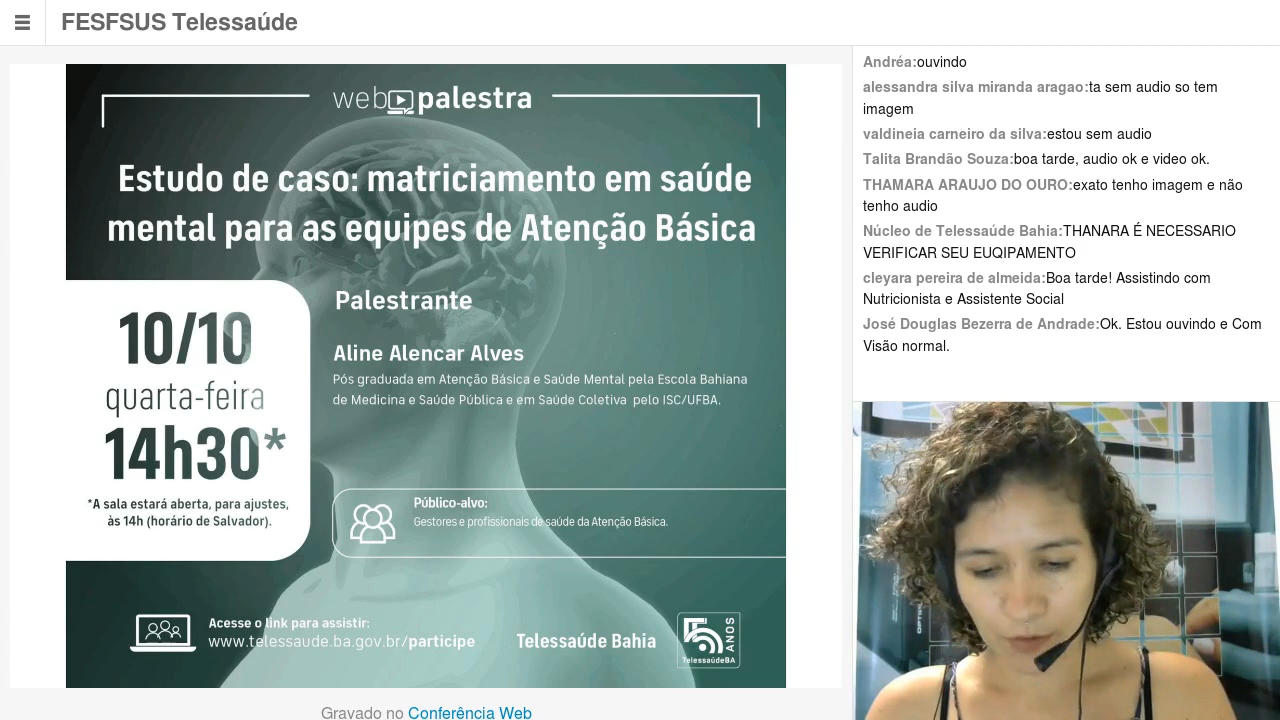 FESFSUS Telessaúde
web palestra
Estudo de caso: matriciamento em saúde
mental para as equipes de Atenção Básica
10/10
quarta-feira
14h30*
*A sala estará aberta, para ajustes,
às 14h (horário de Salvador).
Palestrante
Aline Alencar Alves
Pós graduada em Atenção Básica e Saúde Mental pela Escola Bahiana
de Medicina e Saúde Pública e em Saúde Coletiva pelo ISC/UFBA.
Público-alvo:
Gestores e profissionais de saúde da Atenção Básica.
Acesse o link para assistir:
www.telessaude.ba.gov.br/participe
Telessaúde Bahia
ANOS
TelessaúdeBA
Gravado no Conferência Web
Andréa:ouvindo
alessandra silva miranda aragao:ta sem audio so tem
imagem
valdineia carneiro da silva:estou sem audio
Talita Brandão Souza:boa tarde, audio ok e video ok.
THAMARA ARAUJO DO OURO:exato tenho imagem e não
tenho audio
Núcleo de Telessaúde Bahia:THANARA É NECESSARIO
VERIFICAR SEU EUQIPAMENTO
cleyara pereira de almeida:Boa tarde! Assistindo com
Nutricionista e Assistente Social
José Douglas Bezerra de Andrade:Ok. Estou ouvindo e Com
Visão normal.